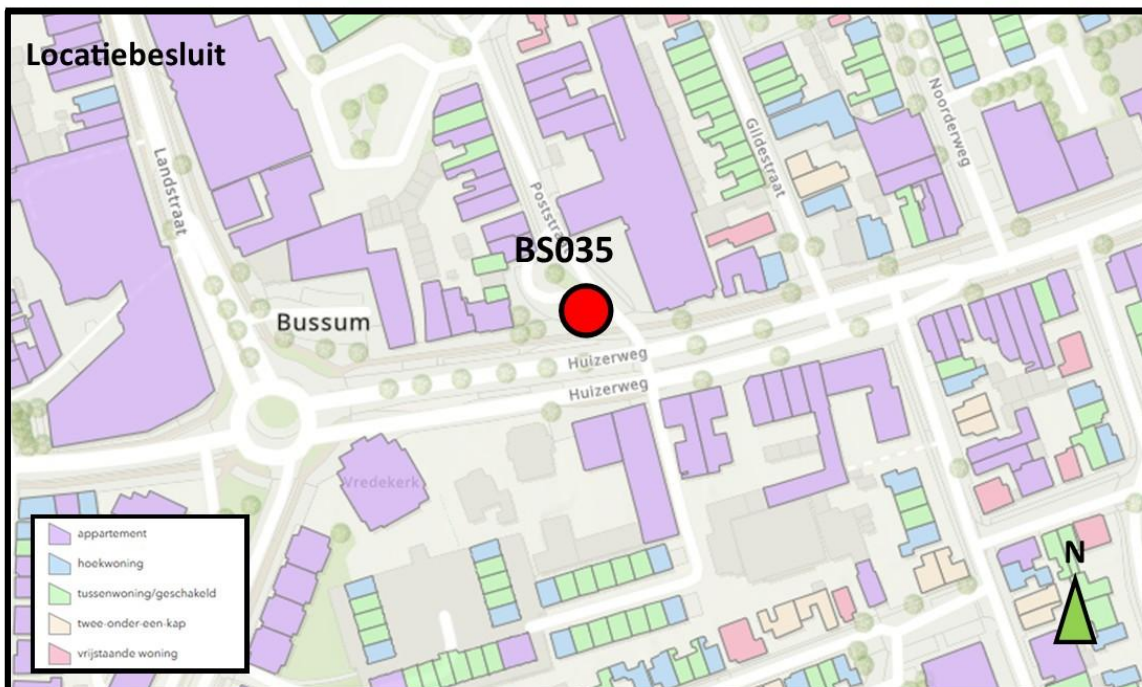 Locatiebesluit
Landstraat
Poststraat
Gildestraat
Noorderweg
BS035
Bussum
Huizerweg
Huizerweg
Vredekerk
appartement
hoekwoning
tussenwoning/geschakeld
twee-onder-een-kap
vrijstaande woning
N